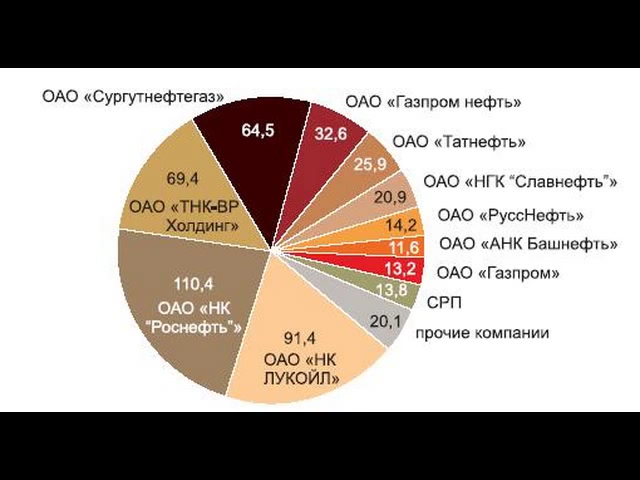 ОАО «Сургутнефтегаз»
64,5
ОАО «Газпром нефть»
32,6
ОАО «Татнефть»
25,9
ОАО «НГК “Славнефть”»
20,9
ОАО «РуссНефть»
14,2
ОАО «АНК Башнефть»
11,6
ОАО «Газпром»
13,2
СРП
13,8
прочие компании
20,1
91,4
ОАО «НК
ЛУКОЙЛ»
110,4
ОАО «НК
“Роснефть”»
69,4
ОАО «ТНК-ВР
Холдинг»